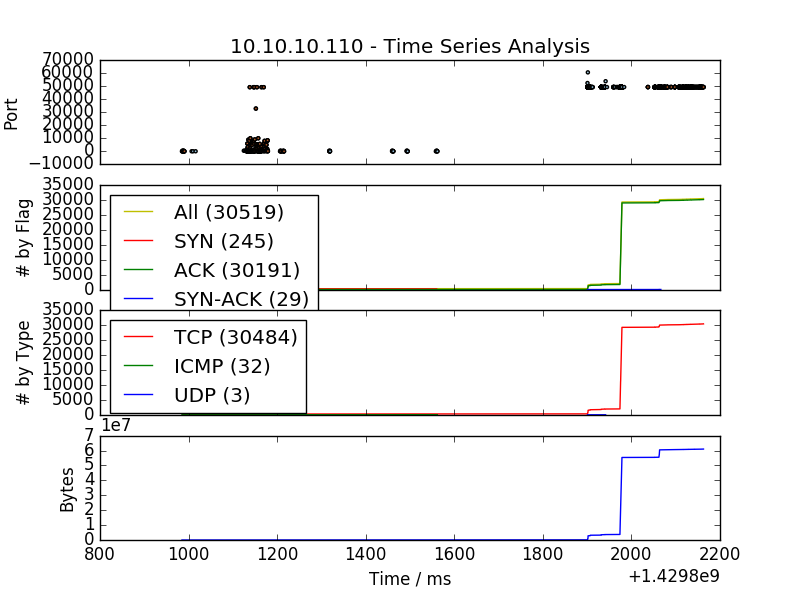 10.10.10.110 - Time Series Analysis
70000
60000
50000
40000
30000
20000
10000
0
−10000
Port
35000
30000
25000
20000
15000
10000
5000
0
# by Flag
All (30519)
SYN (245)
ACK (30191)
SYN-ACK (29)
35000
30000
25000
20000
15000
10000
5000
0
# by Type
TCP (30484)
ICMP (32)
UDP (3)
1e7
7
6
5
4
3
2
1
0
Bytes
800 1000 1200 1400 1600 1800 2000 2200
Time / ms
+1.4298e9